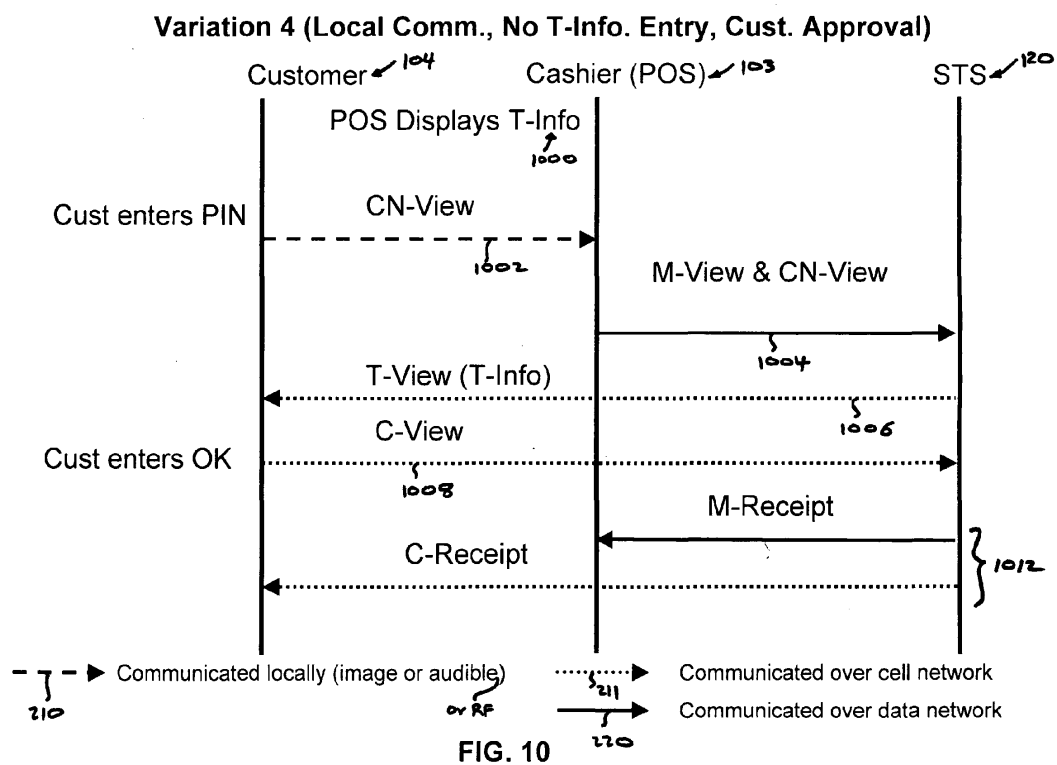 Variation 4 (Local Comm., No T-Info. Entry, Cust. Approval)
Customer 104
Cashier (POS) 103
STS 120
POS Displays T-Info
1000
Cust enters PIN
CN-View
1002
M-View & CN-View
1004
T-View (T-Info)
1006
C-View
Cust enters OK
1008
M-Receipt
C-Receipt
1012
Communicated locally (image or audible)
210
or RF
Communicated over cell network
211
Communicated over data network
220
FIG. 10